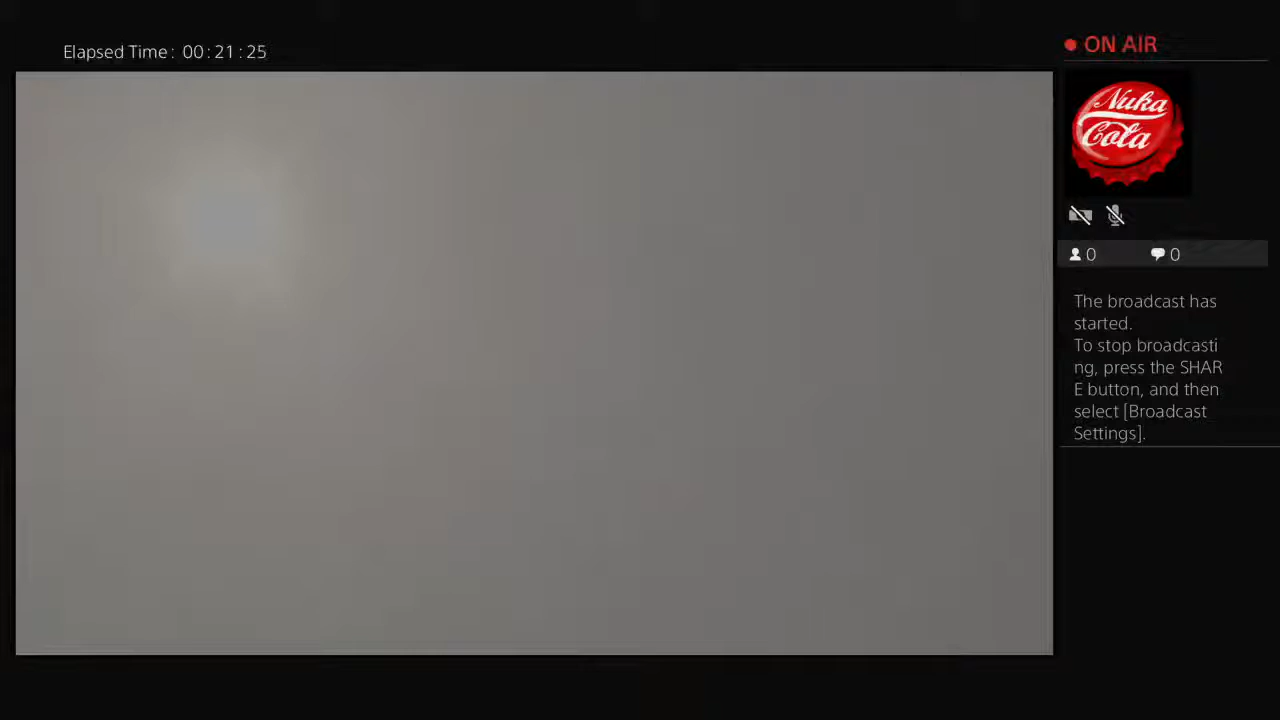 Elapsed Time: 00:21:25
ON AIR
Nuka
Cola
0 0
The broadcast has
started.
To stop broadcasti
ng, press the SHAR
E button, and then
select [Broadcast
Settings].